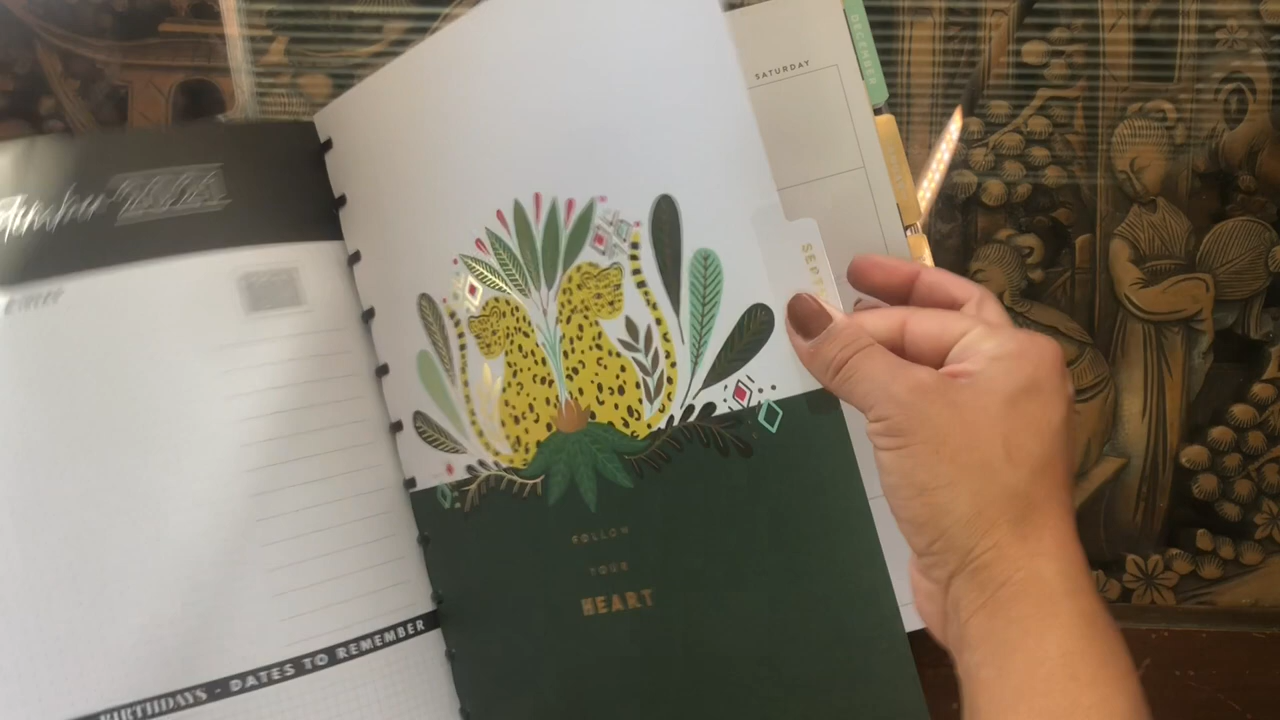 BIRTHDAYS - DATES TO REMEMBER
FOLLOW
YOUR
HEART
SATURDAY
DECEMBER